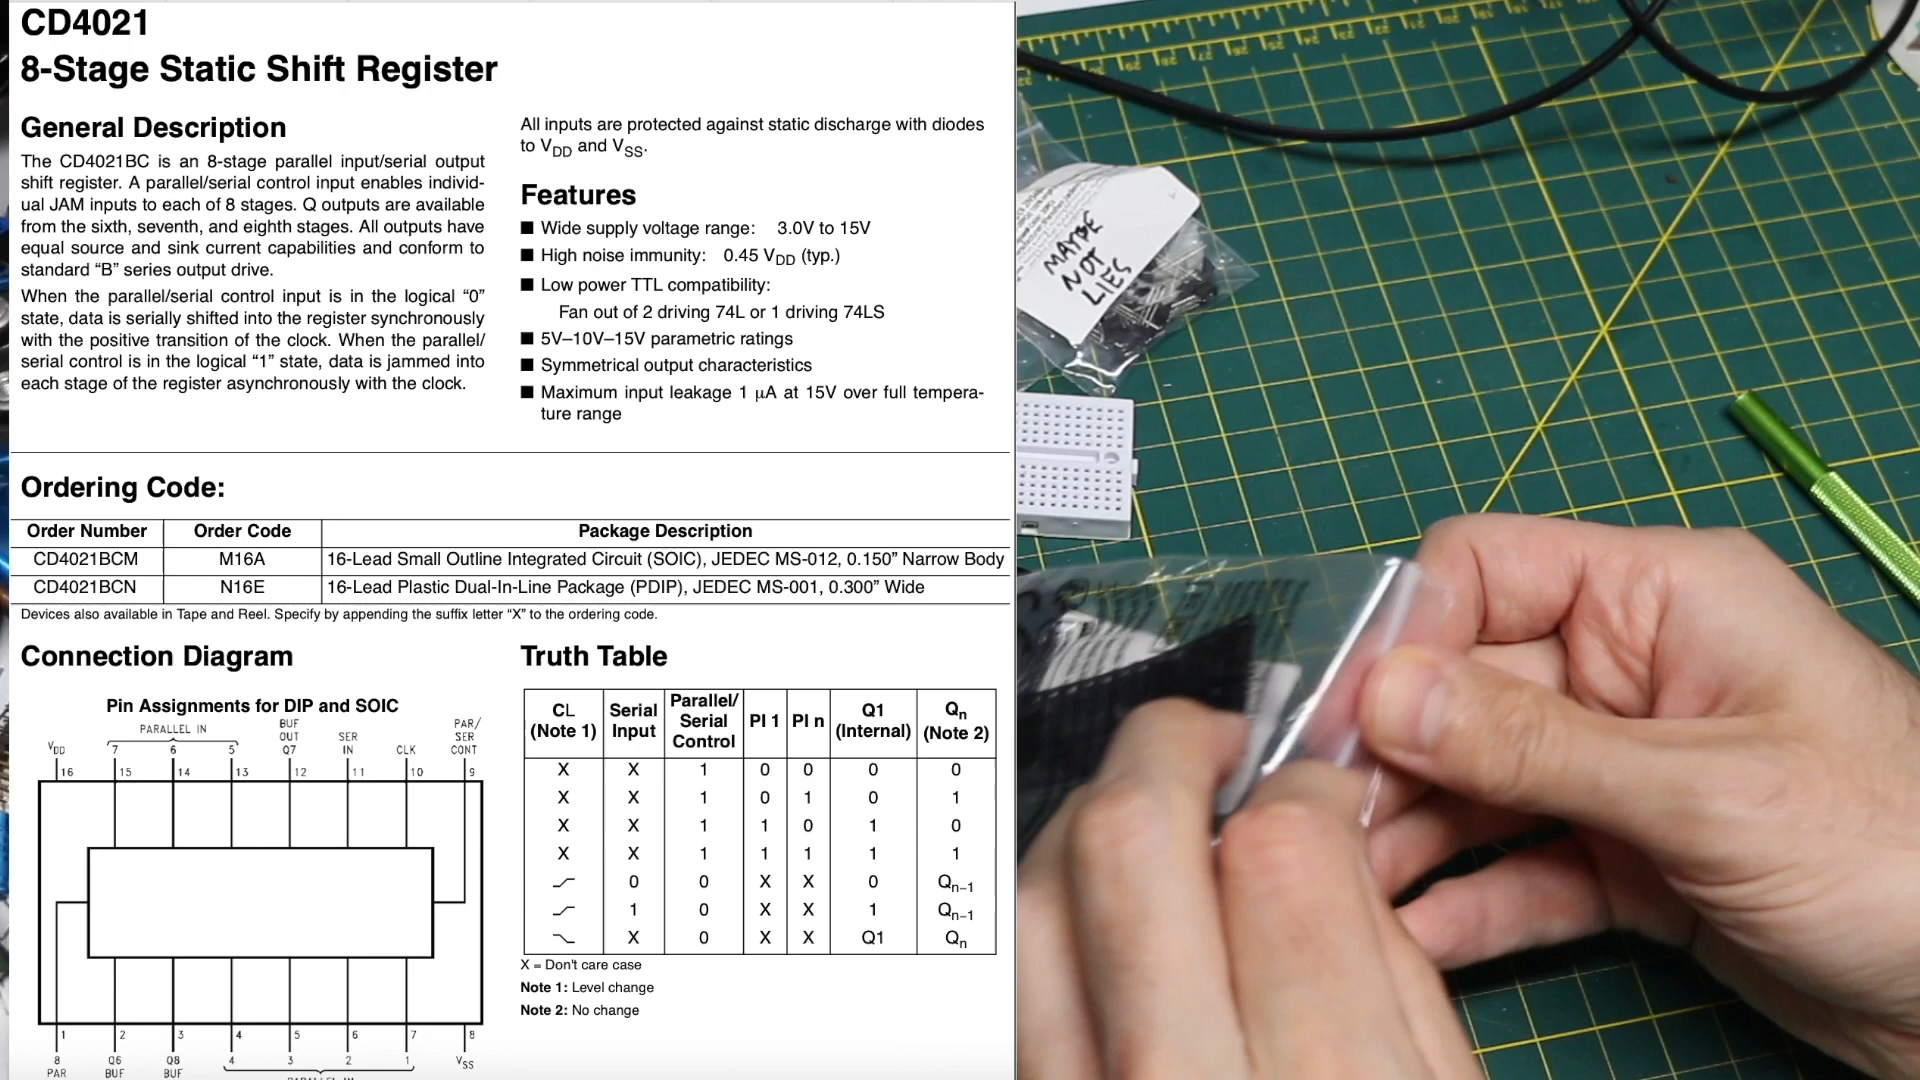 CD4021
8-Stage Static Shift Register
General Description
The CD4021BC is an 8-stage parallel input/serial output
shift register. A parallel/serial control input enables individ-
ual JAM inputs to each of 8 stages. Q outputs are available
from the sixth, seventh, and eighth stages. All outputs have
equal source and sink current capabilities and conform to
standard “B” series output drive.
When the parallel/serial control input is in the logical “0”
state, data is serially shifted into the register synchronously
with the positive transition of the clock. When the parallel/
serial control is in the logical “1” state, data is jammed into
each stage of the register asynchronously with the clock.
All inputs are protected against static discharge with diodes
to VDD and VSS.
Features
■ Wide supply voltage range: 3.0V to 15V
■ High noise immunity: 0.45 VDD (typ.)
■ Low power TTL compatibility:
Fan out of 2 driving 74L or 1 driving 74LS
■ 5V–10V–15V parametric ratings
■ Symmetrical output characteristics
■ Maximum input leakage 1 µA at 15V over full tempera-
ture range
Ordering Code:
Order Number Order Code Package Description
CD4021BCM M16A 16-Lead Small Outline Integrated Circuit (SOIC), JEDEC MS-012, 0.150” Narrow Body
CD4021BCN N16E 16-Lead Plastic Dual-In-Line Package (PDIP), JEDEC MS-001, 0.300” Wide
Devices also available in Tape and Reel. Specify by appending the suffix letter “X” to the ordering code.
Connection Diagram
Pin Assignments for DIP and SOIC
PARALLEL IN
BUF
OUT
SER
IN
PAR/
SER
CONT
VDD 7 6 5 Q7 CLK
16 15 14 13 12 11 10 9
1 2 3 4 5 6 7 8
8 Q6 Q8 4 3 2 1 VSS
PAR BUF BUF
Truth Table
CL
(Note 1)
Serial
Input
Parallel/
Serial
Control
PI 1
PI n
Q1
(Internal)
Qn
(Note 2)
X X 1 0 0 0 0
X X 1 0 1 0 1
X X 1 1 0 1 0
X X 1 1 1 1 1
0 0 X X 0 Qn−1
1 0 X X 1 Qn−1
X 0 X X Q1 Qn
X = Don't care case
Note 1: Level change
Note 2: No change
MAYBE
NOT
LIES